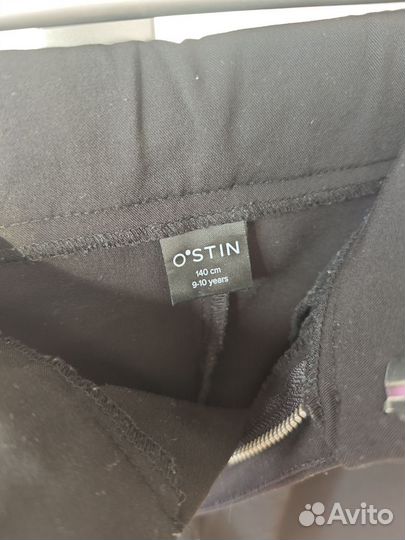 O'STIN
140 cm
9-10 years
Avito